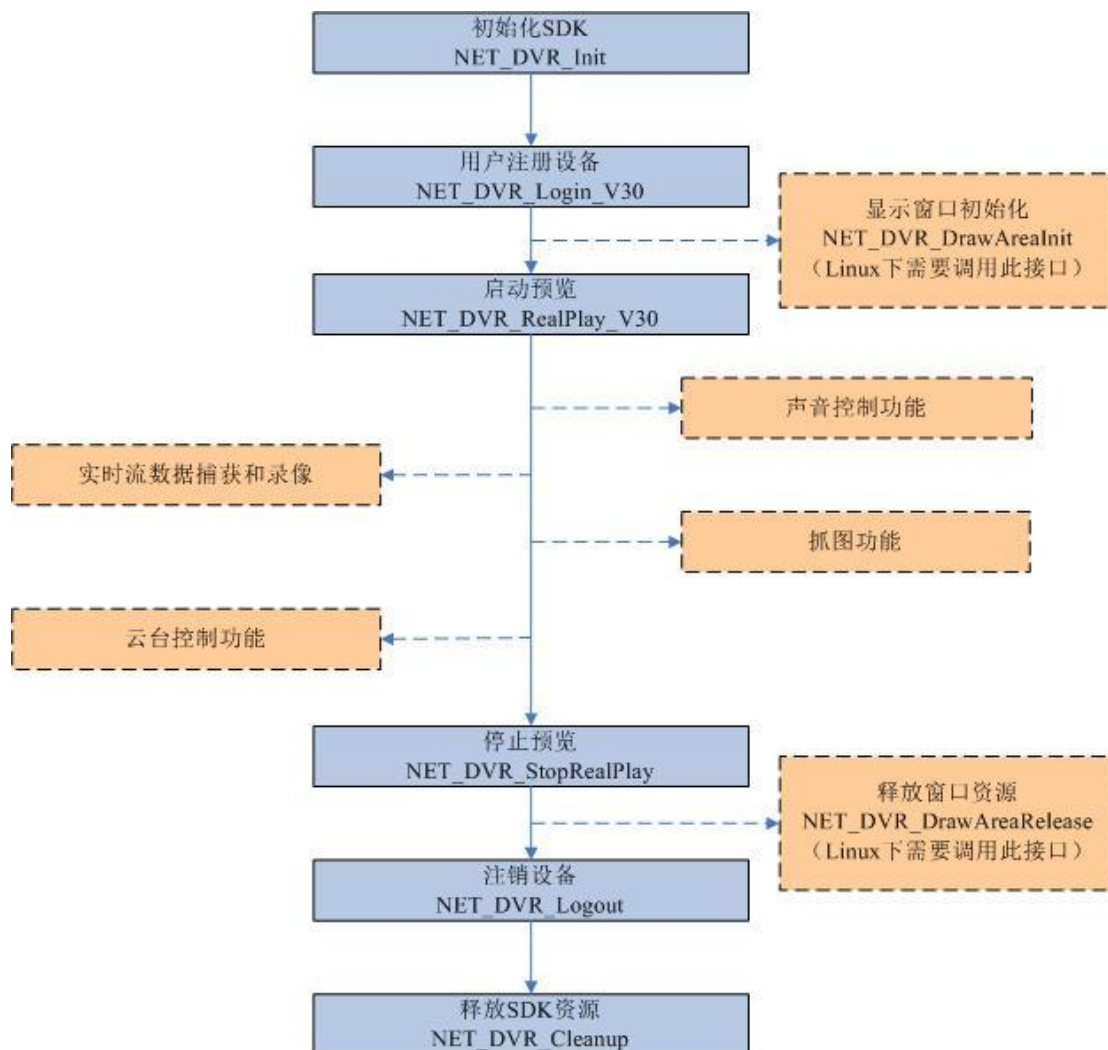 初始化SDK
NET_DVR_Init
用户注册设备
NET_DVR_Login_V30
显示窗口初始化
NET_DVR_DrawAreaInit
（Linux下需要调用此接口）
启动预览
NET_DVR_RealPlay_V30
声音控制功能
实时流数据捕获和录像
抓图功能
云台控制功能
停止预览
NET_DVR_StopRealPlay
释放窗口资源
NET_DVR_DrawAreaRelease
（Linux下需要调用此接口）
注销设备
NET_DVR_Logout
释放SDK资源
NET_DVR_Cleanup